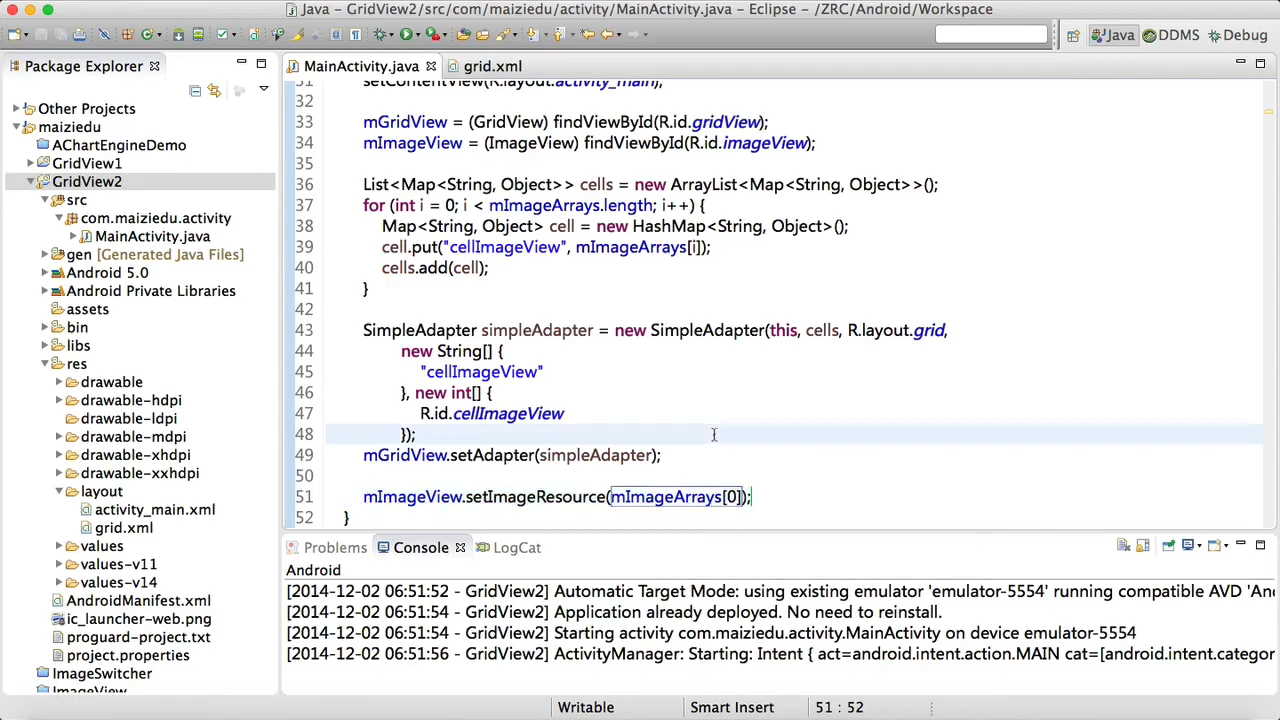 Java - GridView2/src/com/maiziedu/activity/MainActivity.java - Eclipse - /ZRC/Android/Workspace
Java
DDMS
Debug
Package Explorer
Other Projects
maiziedu
AChartEngineDemo
GridView1
GridView2
src
com.maiziedu.activity
MainActivity.java
gen [Generated Java Files]
Android 5.0
Android Private Libraries
assets
bin
libs
res
drawable
drawable-hdpi
drawable-ldpi
drawable-mdpi
drawable-xhdpi
drawable-xxhdpi
layout
activity_main.xml
grid.xml
values
values-v11
values-v14
AndroidManifest.xml
ic_launcher-web.png
proguard-project.txt
project.properties
ImageSwitcher
ImageView
MainActivity.java
grid.xml
31 setContentView(R.layout.activity_main);
32
33 mGridView = (GridView) findViewById(R.id.gridView);
34 mImageView = (ImageView) findViewById(R.id.imageView);
35
36 List<Map<String, Object>> cells = new ArrayList<Map<String, Object>>();
37 for (int i = 0; i < mImageArrays.length; i++) {
38 Map<String, Object> cell = new HashMap<String, Object>();
39 cell.put("cellImageView", mImageArrays[i]);
40 cells.add(cell);
41 }
42
43 SimpleAdapter simpleAdapter = new SimpleAdapter(this, cells, R.layout.grid,
44 new String[] {
45 "cellImageView"
46 }, new int[] {
47 R.id.cellImageView
48 });
49 mGridView.setAdapter(simpleAdapter);
50
51 mImageView.setImageResource(mImageArrays[0]);
52 }
Problems
Console
LogCat
Android
[2014-12-02 06:51:52 - GridView2] Automatic Target Mode: using existing emulator 'emulator-5554' running compatible AVD 'An
[2014-12-02 06:51:54 - GridView2] Application already deployed. No need to reinstall.
[2014-12-02 06:51:54 - GridView2] Starting activity com.maiziedu.activity.MainActivity on device emulator-5554
[2014-12-02 06:51:56 - GridView2] ActivityManager: Starting: Intent { act=android.intent.action.MAIN cat=[android.intent.categor
Writable
Smart Insert
51 : 52